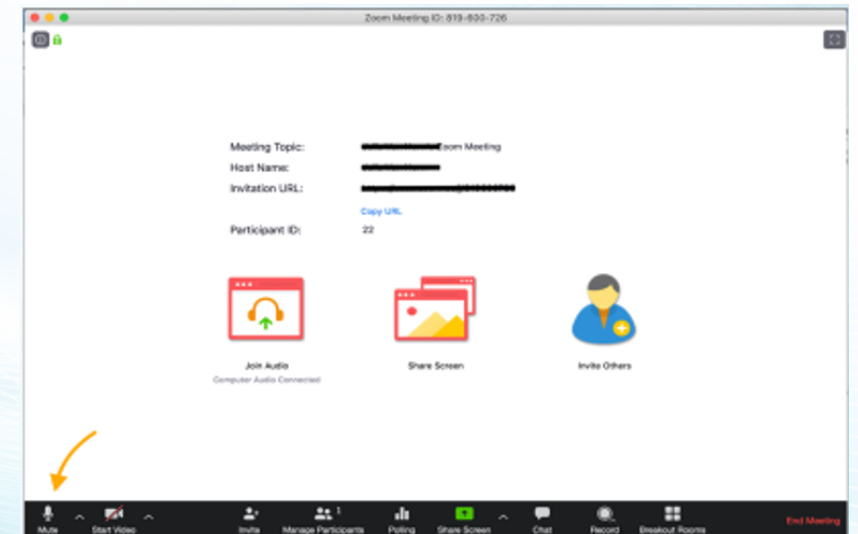 Zoom Meeting ID: 819-600-726
Meeting Topic: Zoom Meeting
Host Name:
Invitation URL:
Copy URL
Participant ID: 22
Join Audio
Computer Audio Connected
Share Screen
Invite Others
1
Mute
Start Video
Invite
Manage Participants
Polling
Share Screen
Chat
Record
Breakout Rooms
End Meeting